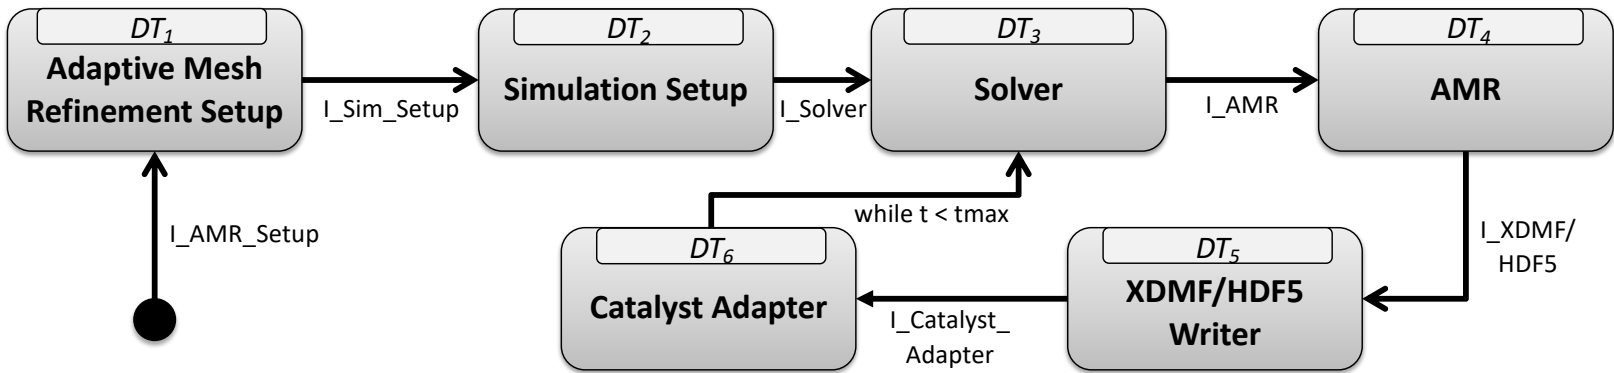 DT1
Adaptive Mesh
Refinement Setup
I_Sim_Setup
DT2
Simulation Setup
I_Solver
DT3
Solver
I_AMR
DT4
AMR
I_AMR_Setup
while t < tmax
I_XDMF/
HDF5
DT6
Catalyst Adapter
I_Catalyst_
Adapter
DT5
XDMF/HDF5
Writer